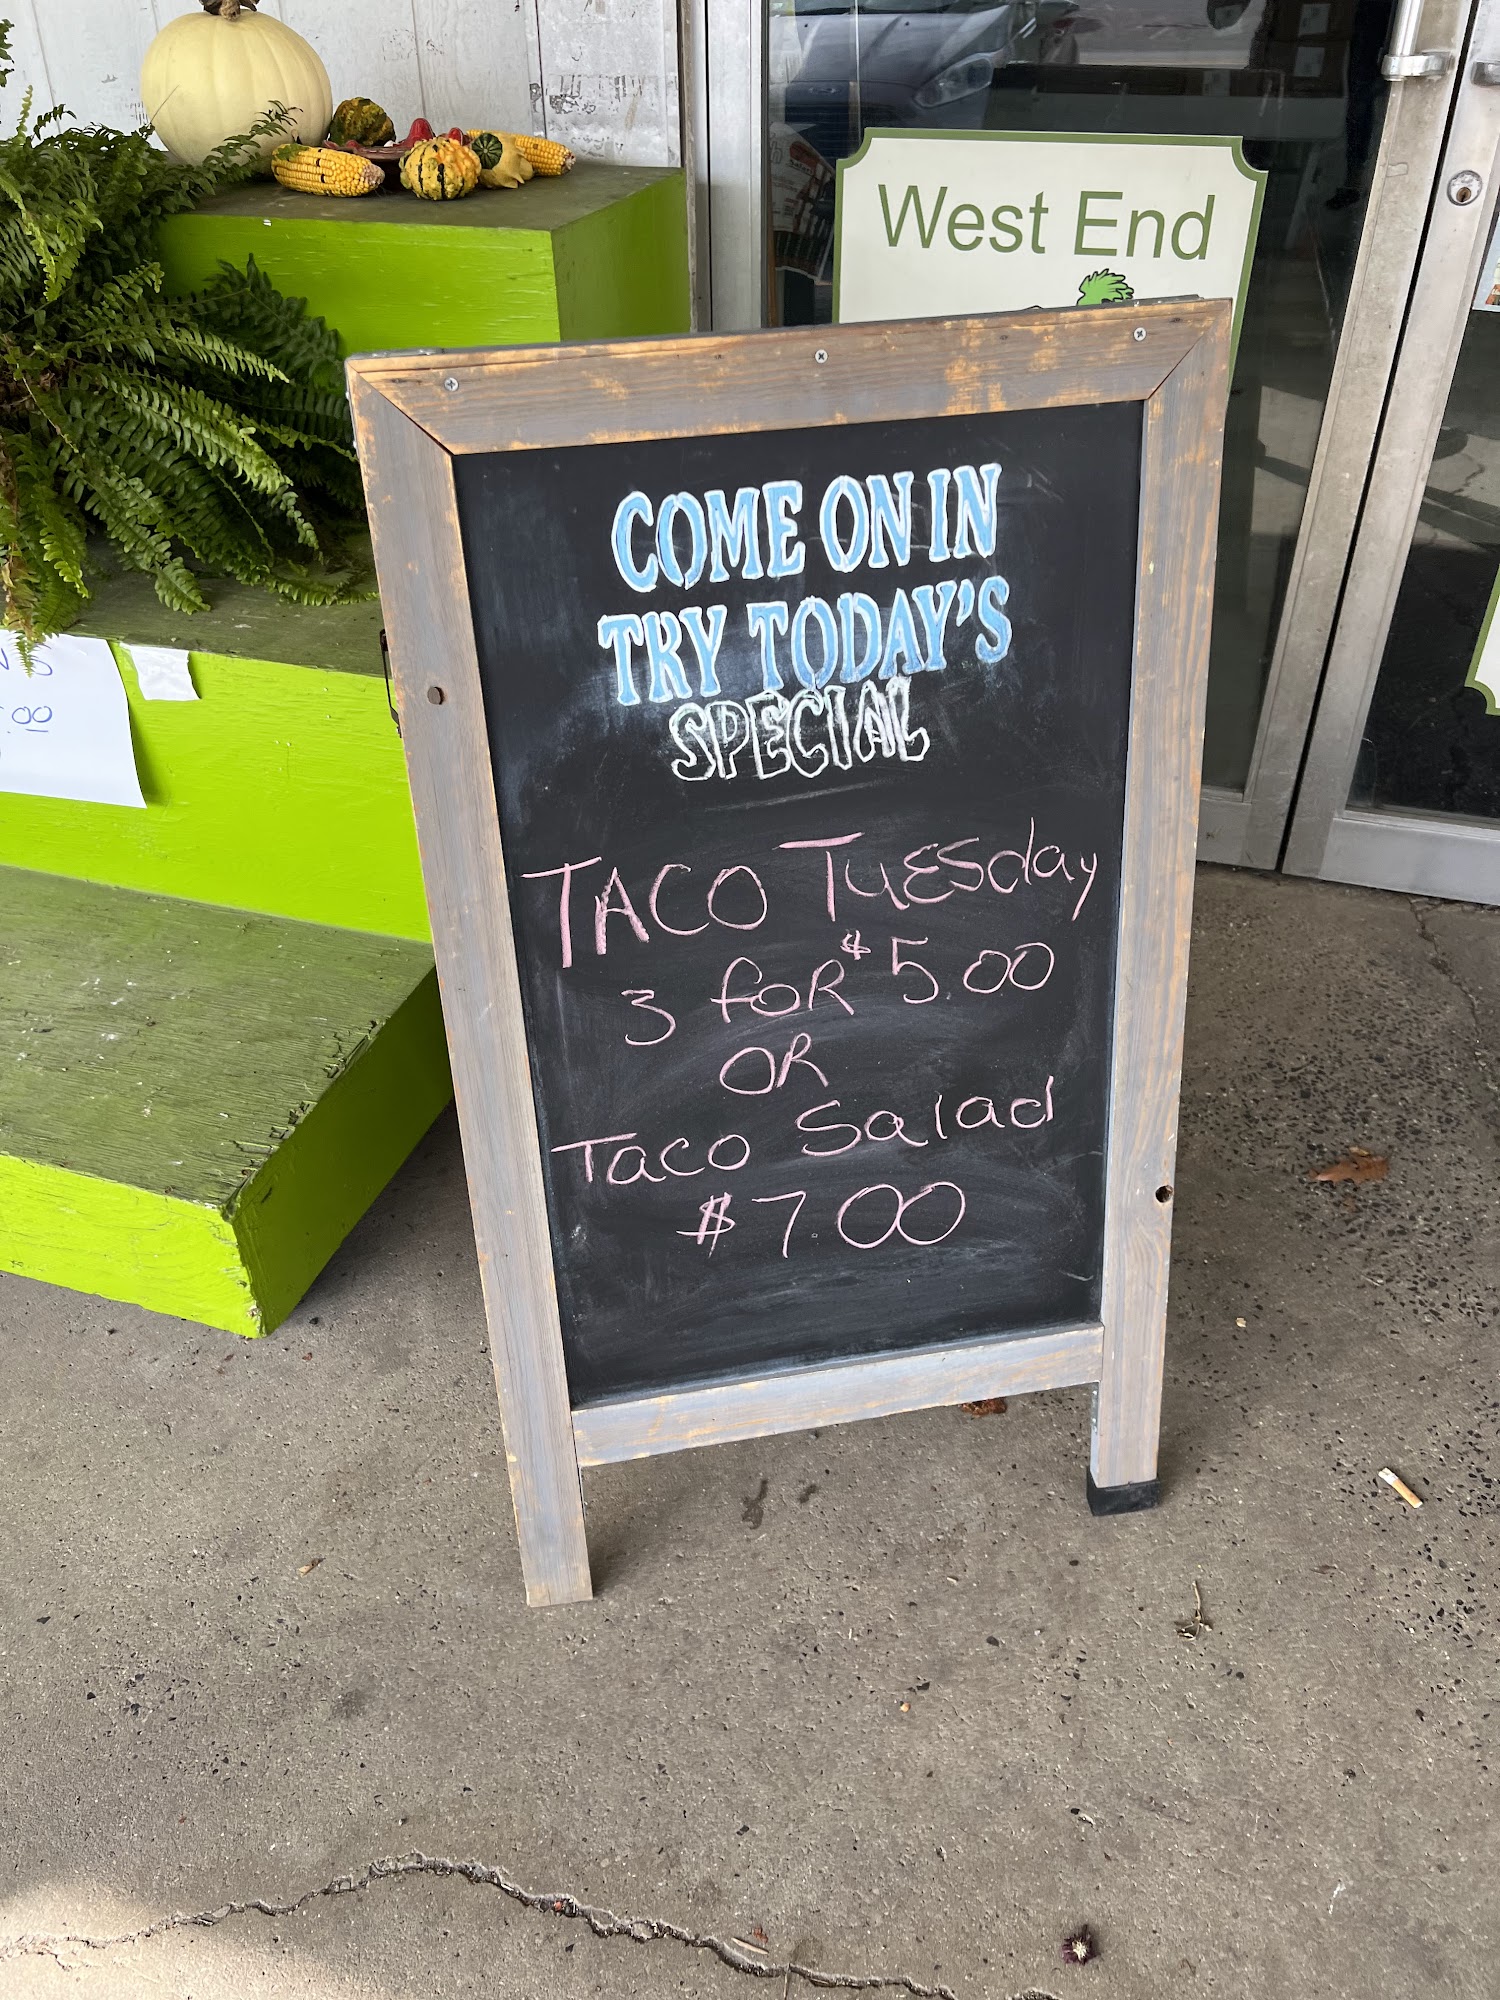 West End
COME ON IN
TRY TODAY'S
SPECIAL
TACO TUESday
3 foR $5.00
OR
Taco Salad
$7.00
.00